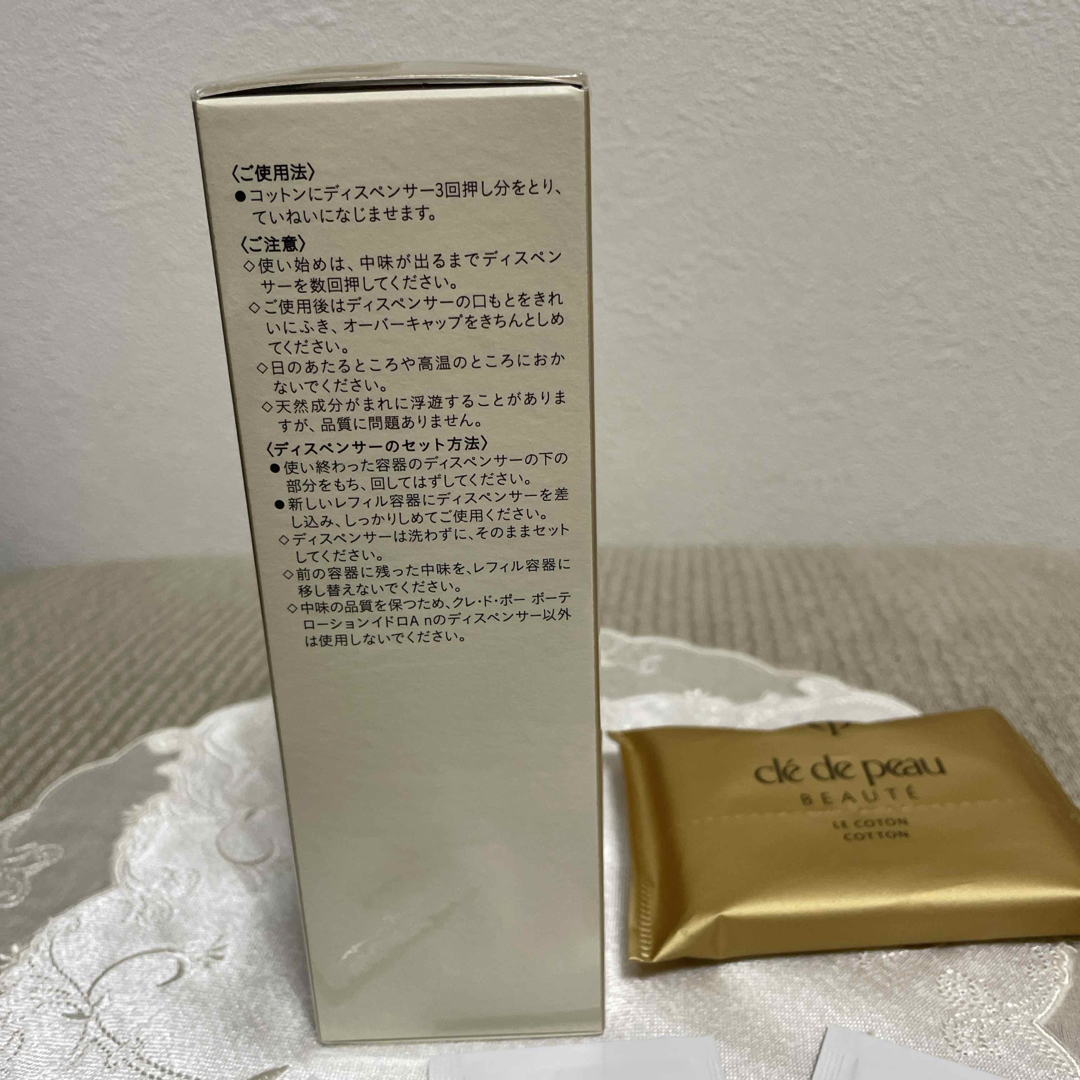 〈ご使用法〉
●コットンにディスペンサー3回押し分をとり、
ていねいになじませます。
〈ご注意〉
◇使い始めは、中味が出るまでディスペン
サーを数回押してください。
◇ご使用後はディスペンサーの口もとをきれ
いにふき、オーバーキャップをきちんとしめ
てください。
◇日のあたるところや高温のところにおか
ないでください。
◇天然成分がまれに浮遊することがありま
すが、品質に問題ありません。
〈ディスペンサーのセット方法〉
●使い終わった容器のディスペンサーの下の
部分をもち、回してはずしてください。
●新しいレフィル容器にディスペンサーを差
し込み、しっかりしめてご使用ください。
◇ディスペンサーは洗わずに、そのままセット
してください。
◇前の容器に残った中味を、レフィル容器に
移し替えないでください。
◇中味の品質を保つため、クレ・ド・ポー ボーテ
ローションイドロA nのディスペンサー以外
は使用しないでください。
clé de peau
BEAUTÉ
LE COTON
COTTON